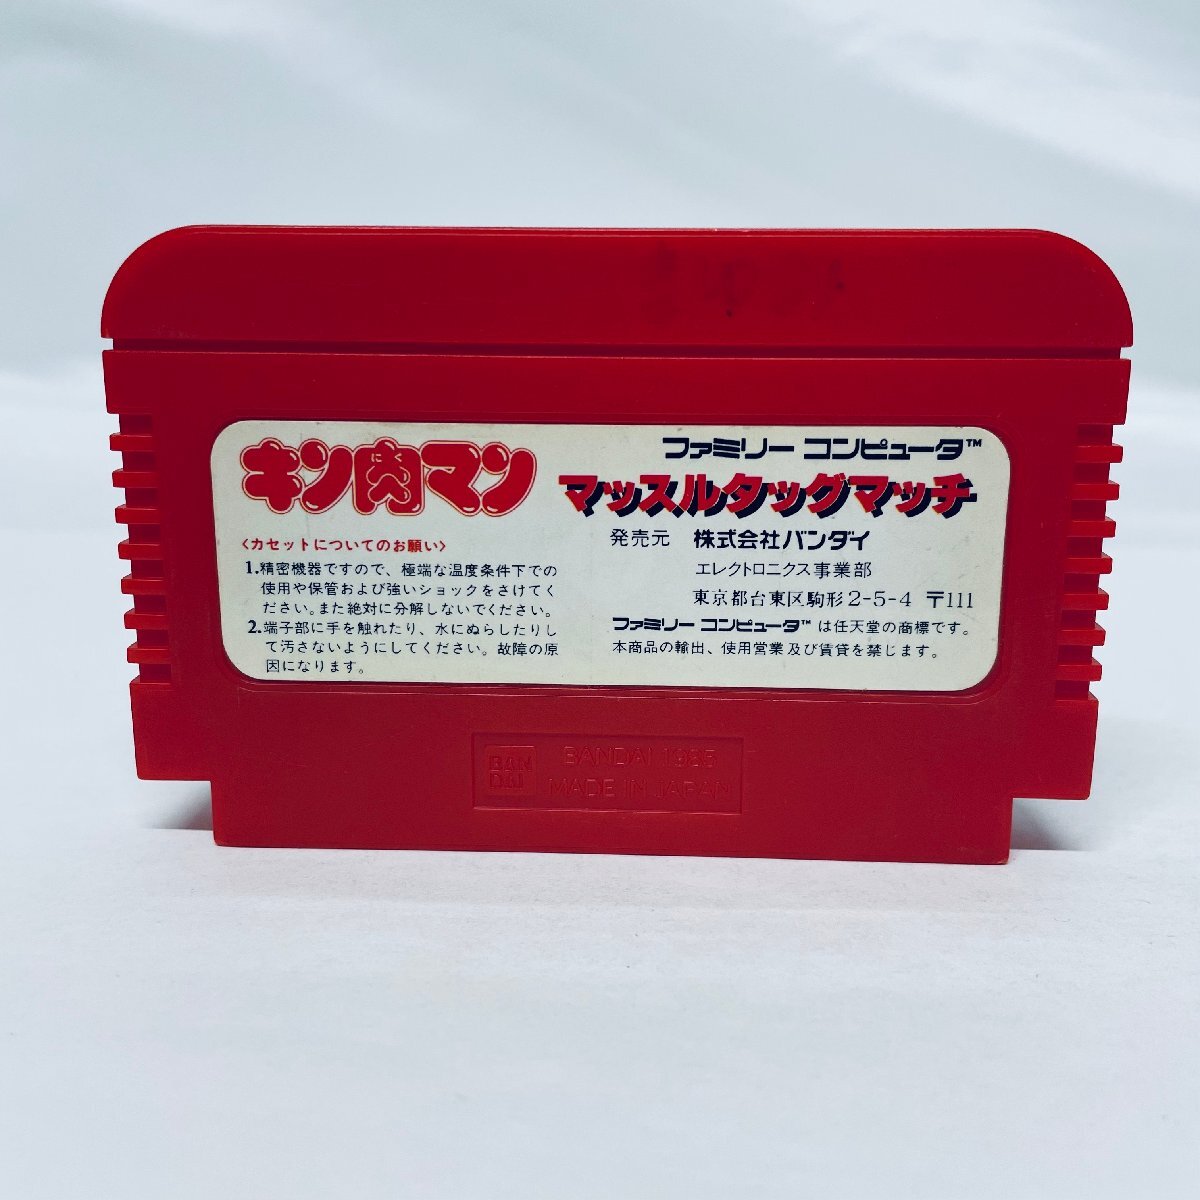 キン肉マン
にく
〈カセットについてのお願い〉
1.精密機器ですので、極端な温度条件下での
使用や保管および強いショックをさけてく
ださい。また絶対に分解しないでください。
2.端子部に手を触れたり、水にぬらしたりし
て汚さないようにしてください。故障の原
因になります。
ファミリー コンピュータ™
マッスルタッグマッチ
発売元 株式会社バンダイ
エレクトロニクス事業部
東京都台東区駒形2-5-4 〒111
ファミリー コンピュータ™ は任天堂の商標です。
本商品の輸出、使用営業及び賃貸を禁じます。
BAN
DAI
BANDAI 1985
MADE IN JAPAN